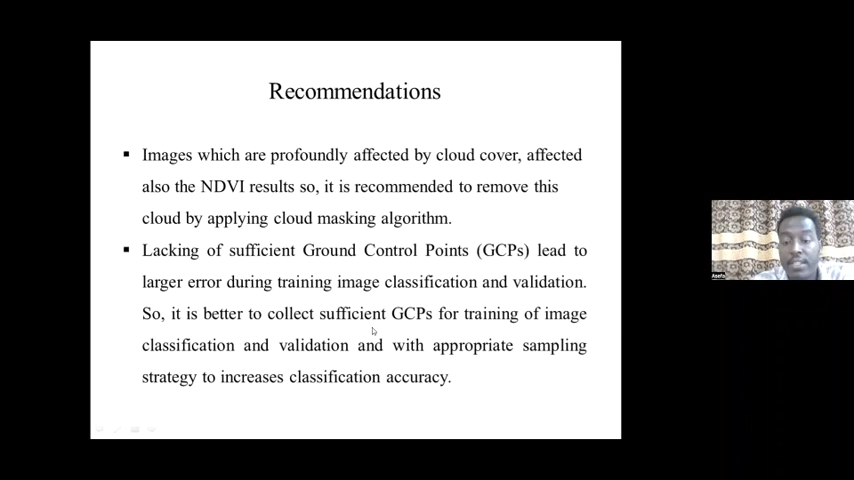 Recommendations
▪ Images which are profoundly affected by cloud cover, affected
also the NDVI results so, it is recommended to remove this
cloud by applying cloud masking algorithm.
▪ Lacking of sufficient Ground Control Points (GCPs) lead to
larger error during training image classification and validation.
So, it is better to collect sufficient GCPs for training of image
classification and validation and with appropriate sampling
strategy to increases classification accuracy.
Asefa